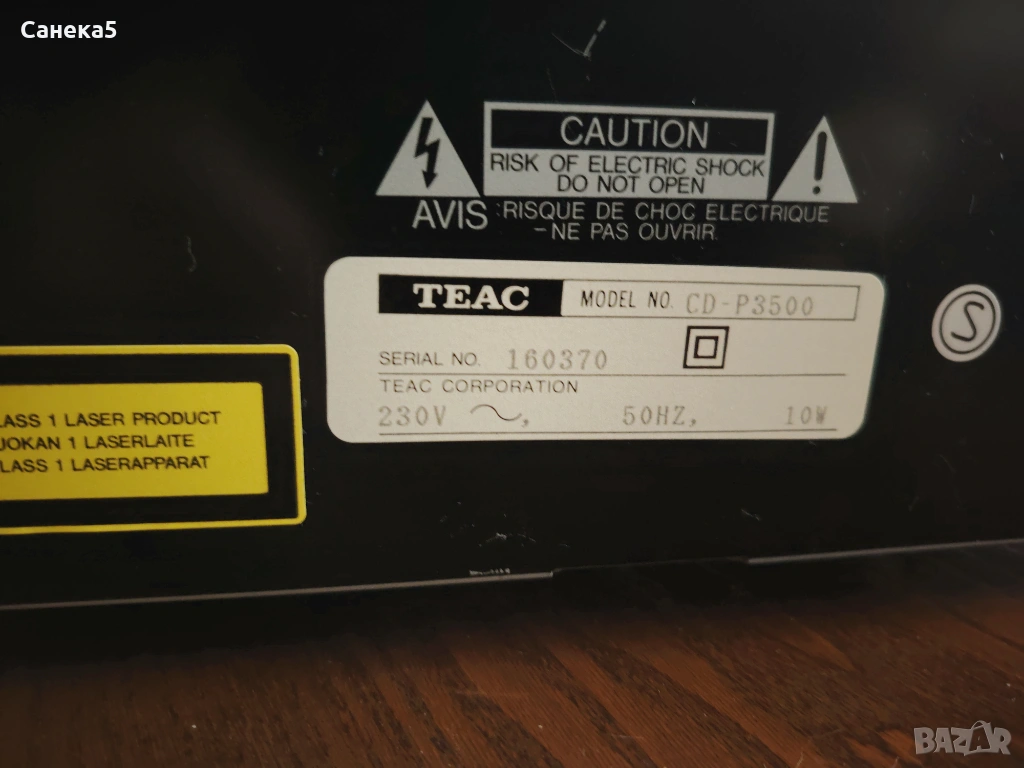 Санека5
CAUTION
RISK OF ELECTRIC SHOCK
DO NOT OPEN
AVIS :RISQUE DE CHOC ELECTRIQUE
-NE PAS OUVRIR.
TEAC MODEL NO. CD-P3500
SERIAL NO. 160370
TEAC CORPORATION
230V ~, 50HZ, 10W
S
LASS 1 LASER PRODUCT
UOKAN 1 LASERLAITE
LASS 1 LASERAPPARAT
BAZAR